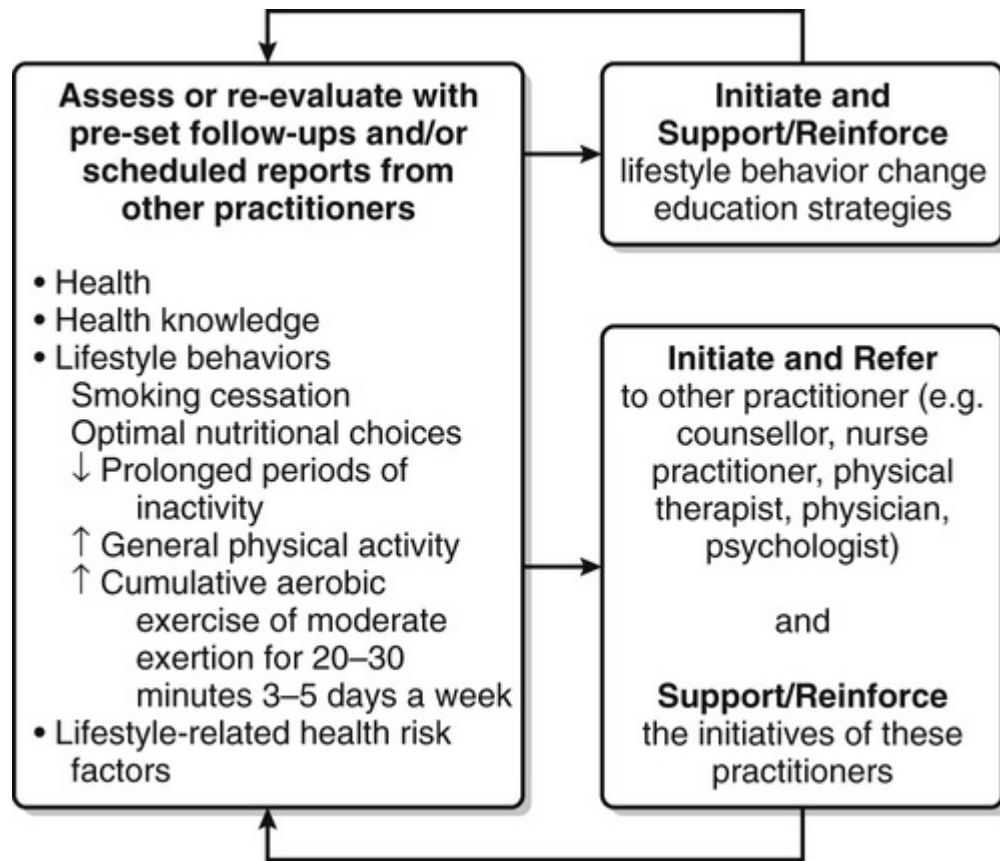 Assess or re-evaluate with
pre-set follow-ups and/or
scheduled reports from
other practitioners
• Health
• Health knowledge
• Lifestyle behaviors
Smoking cessation
Optimal nutritional choices
↓ Prolonged periods of
inactivity
↑ General physical activity
↑ Cumulative aerobic
exercise of moderate
exertion for 20–30
minutes 3–5 days a week
• Lifestyle-related health risk
factors
Initiate and
Support/Reinforce
lifestyle behavior change
education strategies
Initiate and Refer
to other practitioner (e.g.
counsellor, nurse
practitioner, physical
therapist, physician,
psychologist)
and
Support/Reinforce
the initiatives of these
practitioners